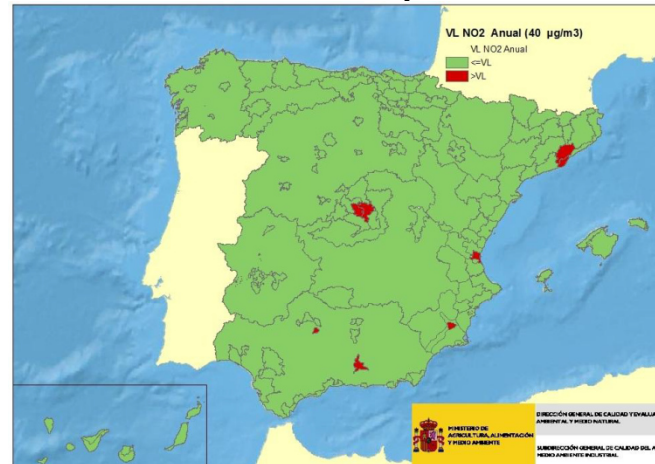 VL NO2 Anual (40 µg/m3)
VL NO2 Anual
<=VL
>VL
MINISTERIO DE
AGRICULTURA, ALIMENTACIÓN
Y MEDIO AMBIENTE
DIRECCIÓN GENERAL DE CALIDAD Y EVALUA
AMBIENTAL Y MEDIO NATURAL
SUBDIRECCIÓN GENERAL DE CALIDAD DEL A
MEDIO AMBIENTE INDUSTRIAL